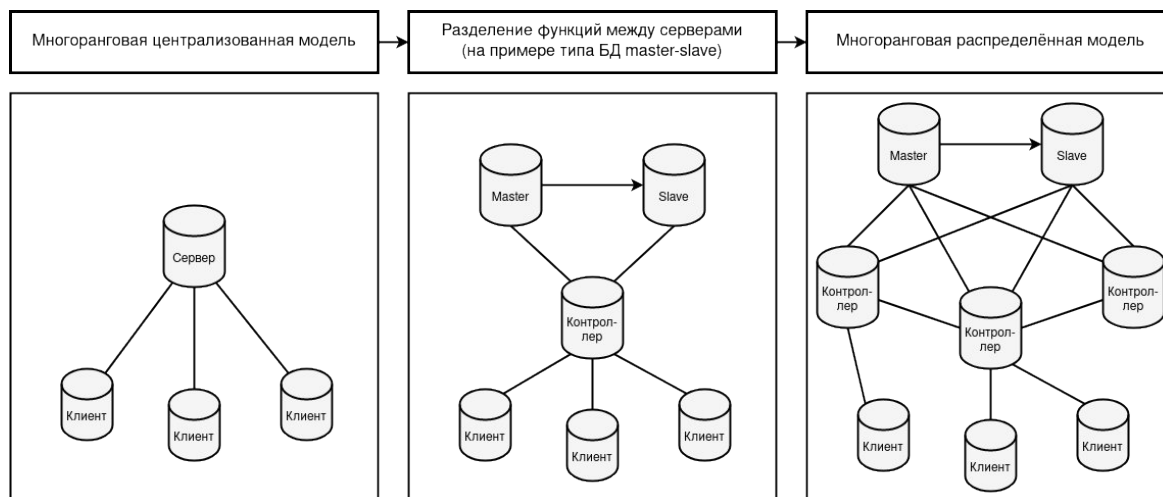 Многоранговая централизованная модель
Разделение функций между серверами
(на примере типа БД master-slave)
Многоранговая распределённая модель
Сервер
Клиент
Клиент
Клиент
Master
Slave
Контрол-
лер
Клиент
Клиент
Клиент
Master
Slave
Контрол-
лер
Контрол-
лер
Контрол-
лер
Клиент
Клиент
Клиент